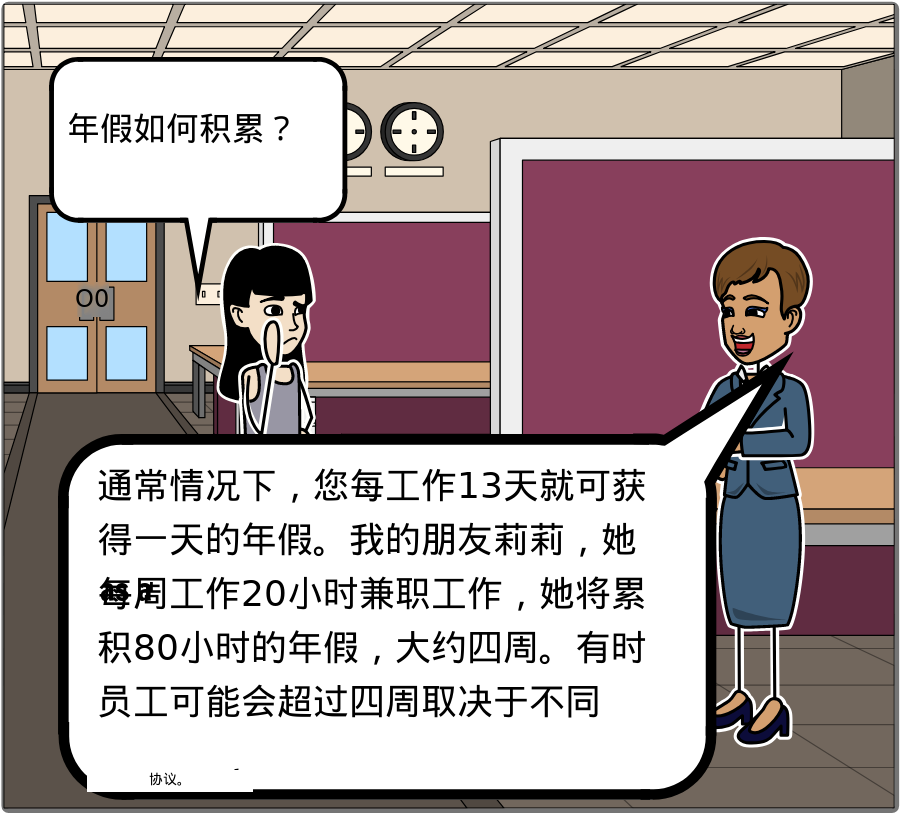 年假如何积累？
通常情况下，您每工作13天就可获
得一天的年假。我的朋友莉莉，她
每周工作20小时兼职工作，她将累
积80小时的年假，大约四周。有时
员工可能会超过四周取决于不同
协议。